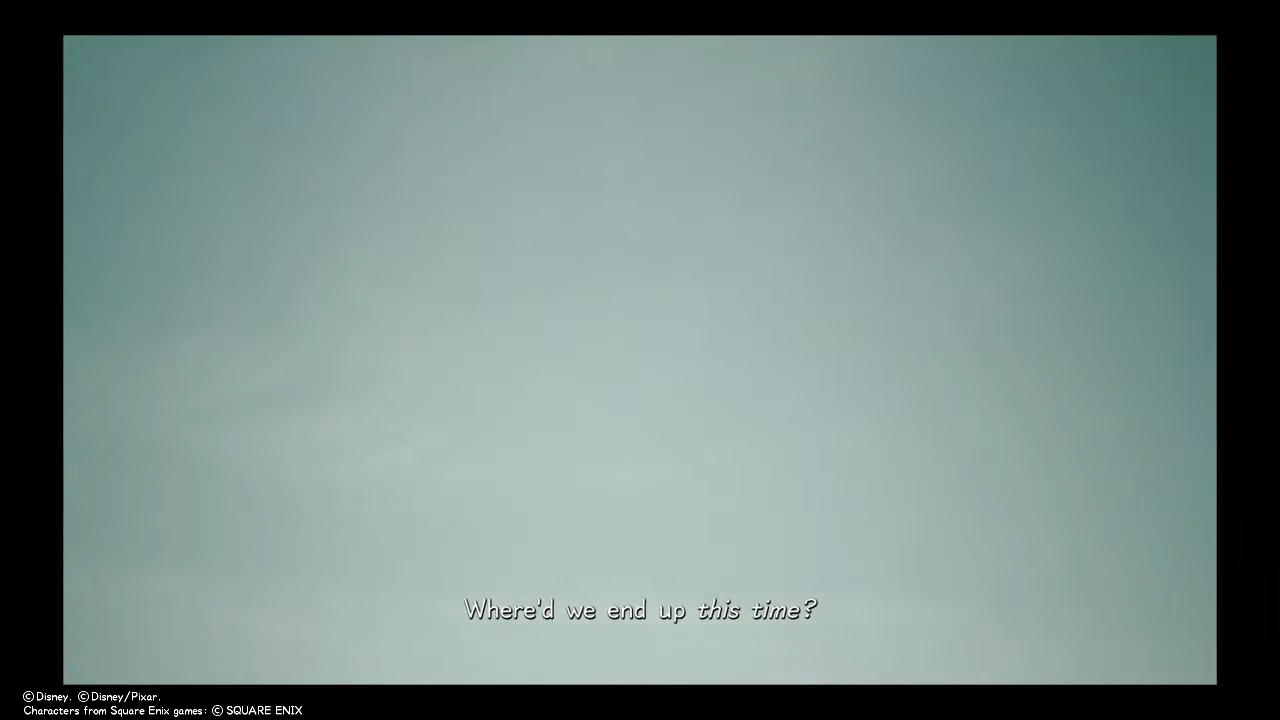 Where'd we end up this time?
©Disney. ©Disney/Pixar.
Characters from Square Enix games: © SQUARE ENIX